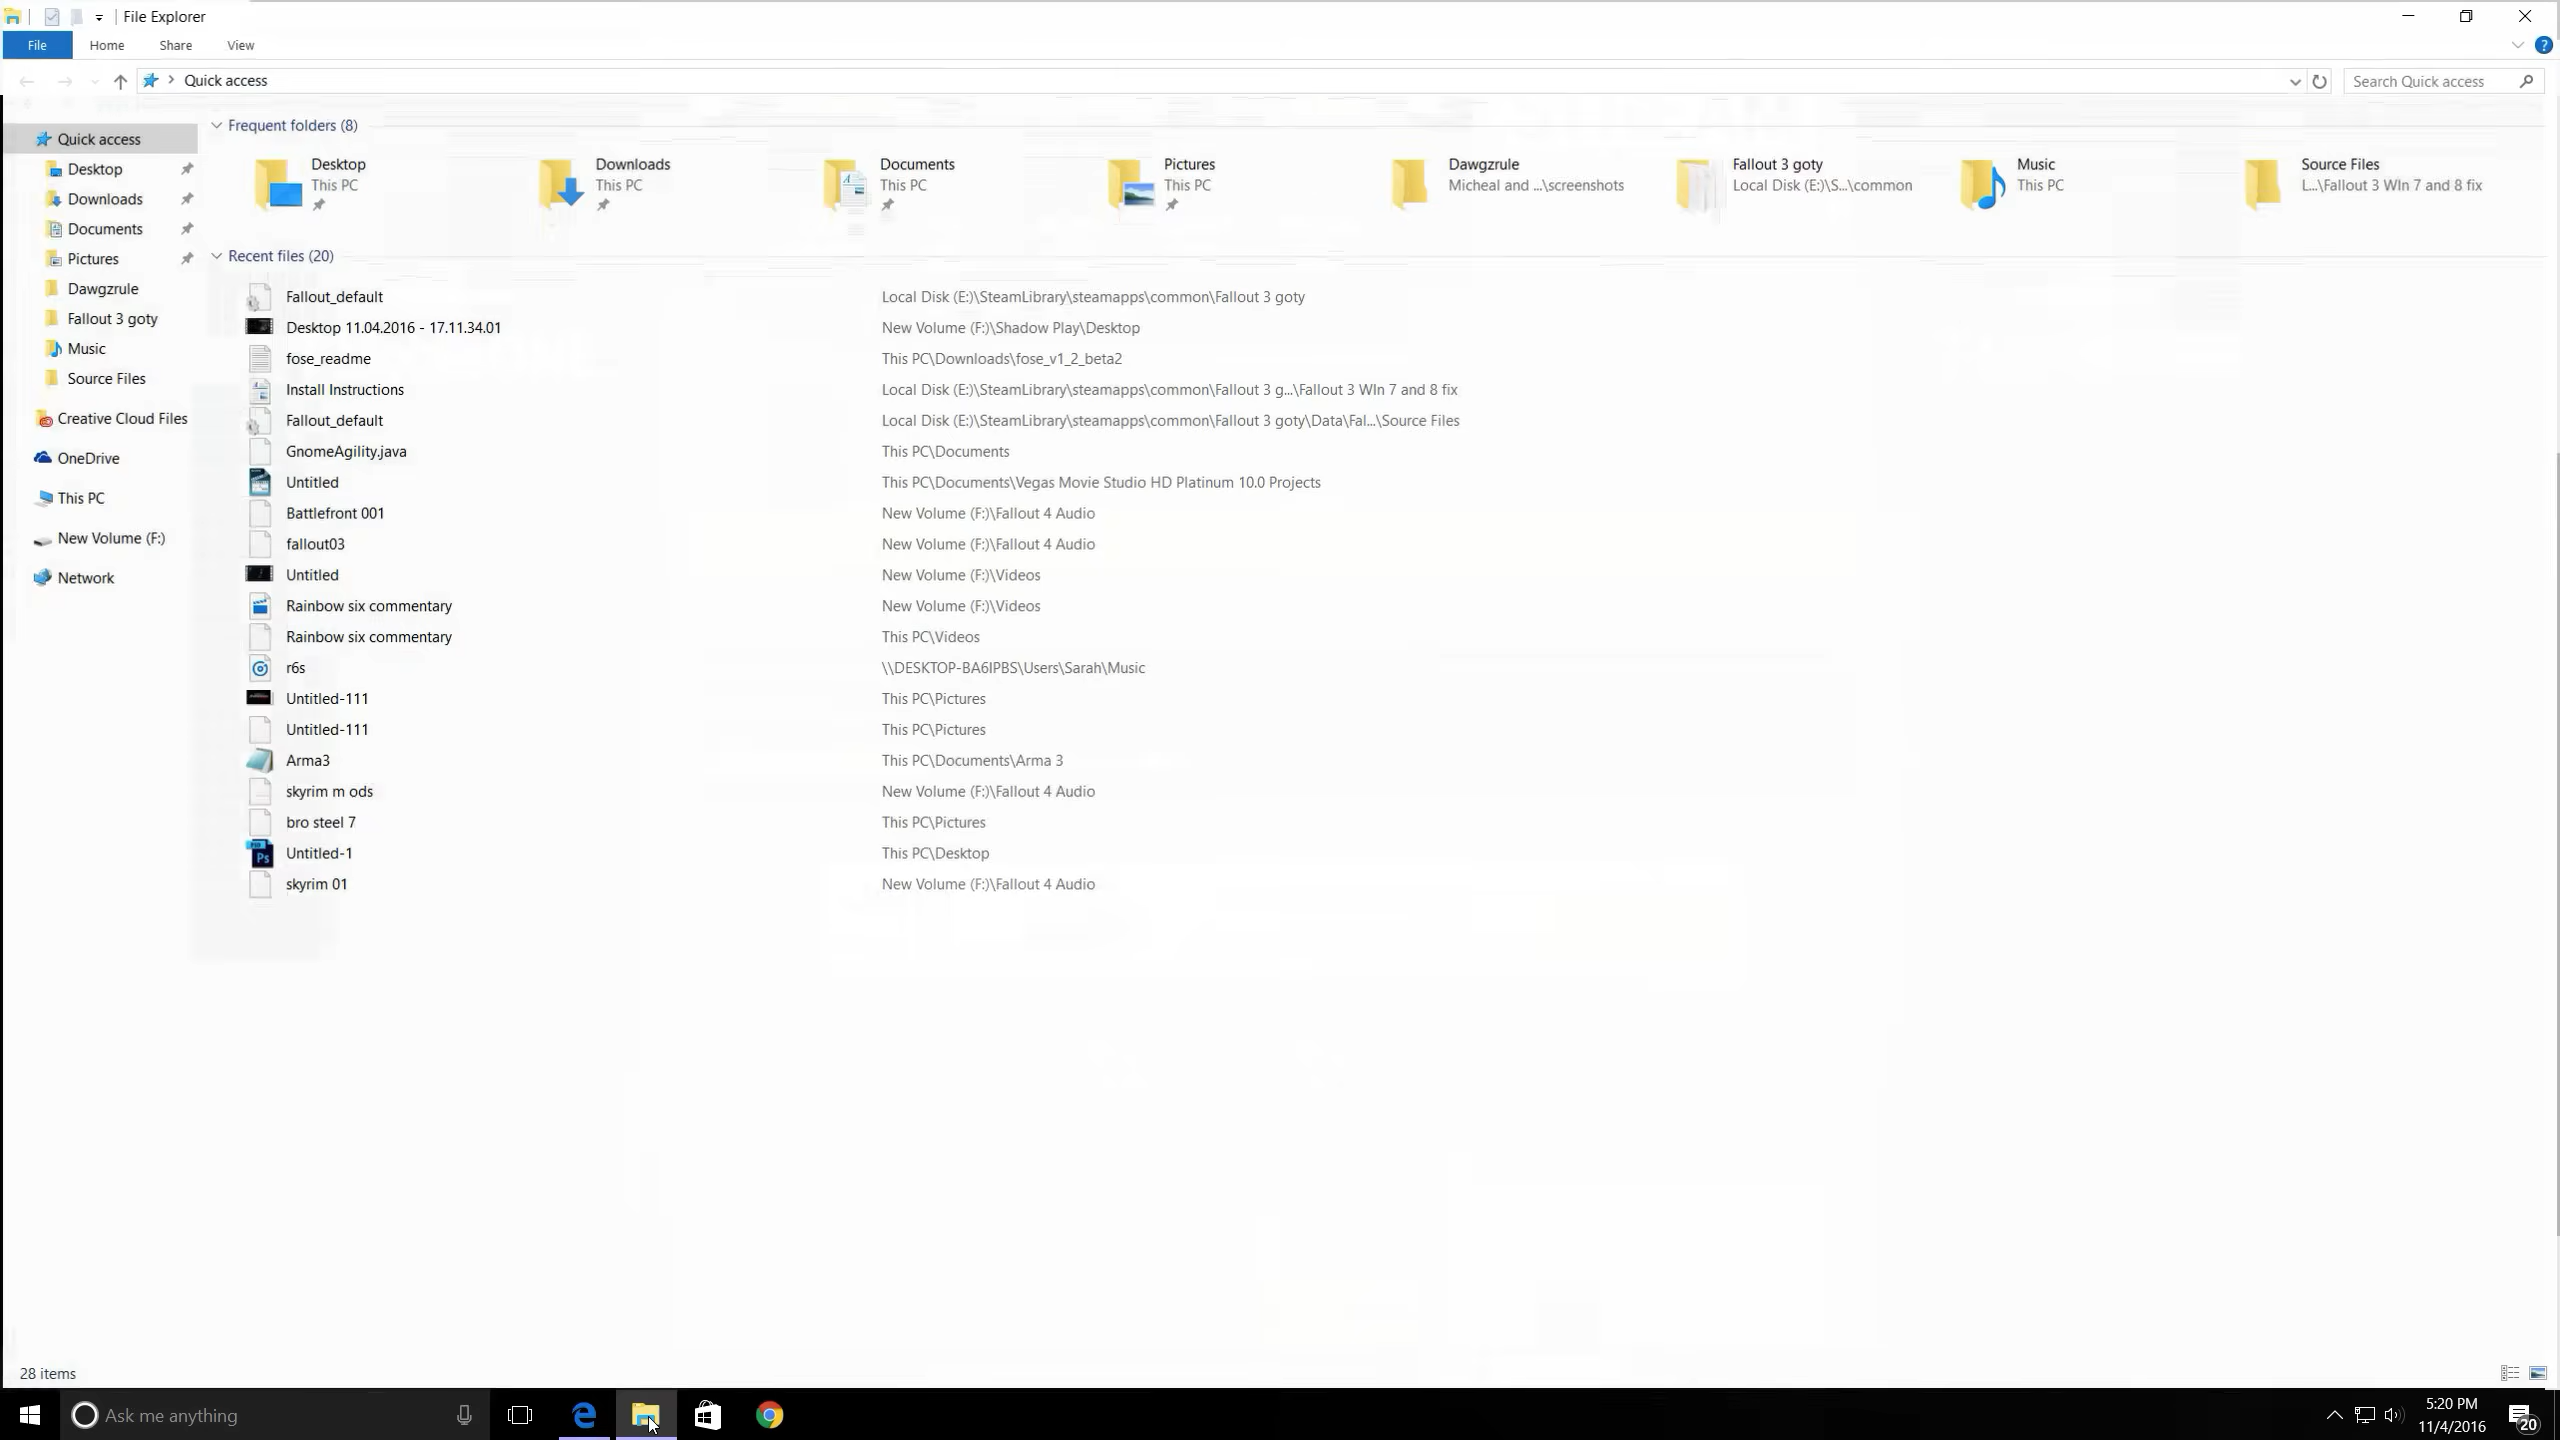 File Explorer
File Home Share View
Quick access
Search Quick access
Quick access
Desktop
Downloads
Documents
Pictures
Dawgzrule
Fallout 3 goty
Music
Source Files
Creative Cloud Files
OneDrive
This PC
New Volume (F:)
Network
Frequent folders (8)
Desktop
This PC
Downloads
This PC
Documents
This PC
Pictures
This PC
Dawgzrule
Micheal and ...\screenshots
Fallout 3 goty
Local Disk (E:)\S...\common
Music
This PC
Source Files
L...\Fallout 3 WIn 7 and 8 fix
Recent files (20)
Fallout_default Local Disk (E:)\SteamLibrary\steamapps\common\Fallout 3 goty
Desktop 11.04.2016 - 17.11.34.01 New Volume (F:)\Shadow Play\Desktop
fose_readme This PC\Downloads\fose_v1_2_beta2
Install Instructions Local Disk (E:)\SteamLibrary\steamapps\common\Fallout 3 g...\Fallout 3 WIn 7 and 8 fix
Fallout_default Local Disk (E:)\SteamLibrary\steamapps\common\Fallout 3 goty\Data\Fal...\Source Files
GnomeAgility.java This PC\Documents
Untitled This PC\Documents\Vegas Movie Studio HD Platinum 10.0 Projects
Battlefront 001 New Volume (F:)\Fallout 4 Audio
fallout03 New Volume (F:)\Fallout 4 Audio
Untitled New Volume (F:)\Videos
Rainbow six commentary New Volume (F:)\Videos
Rainbow six commentary This PC\Videos
r6s \\DESKTOP-BA6IPBS\Users\Sarah\Music
Untitled-111 This PC\Pictures
Untitled-111 This PC\Pictures
Arma3 This PC\Documents\Arma 3
skyrim m ods New Volume (F:)\Fallout 4 Audio
bro steel 7 This PC\Pictures
Untitled-1 This PC\Desktop
skyrim 01 New Volume (F:)\Fallout 4 Audio
28 items
Ask me anything
5:20 PM
11/4/2016
20